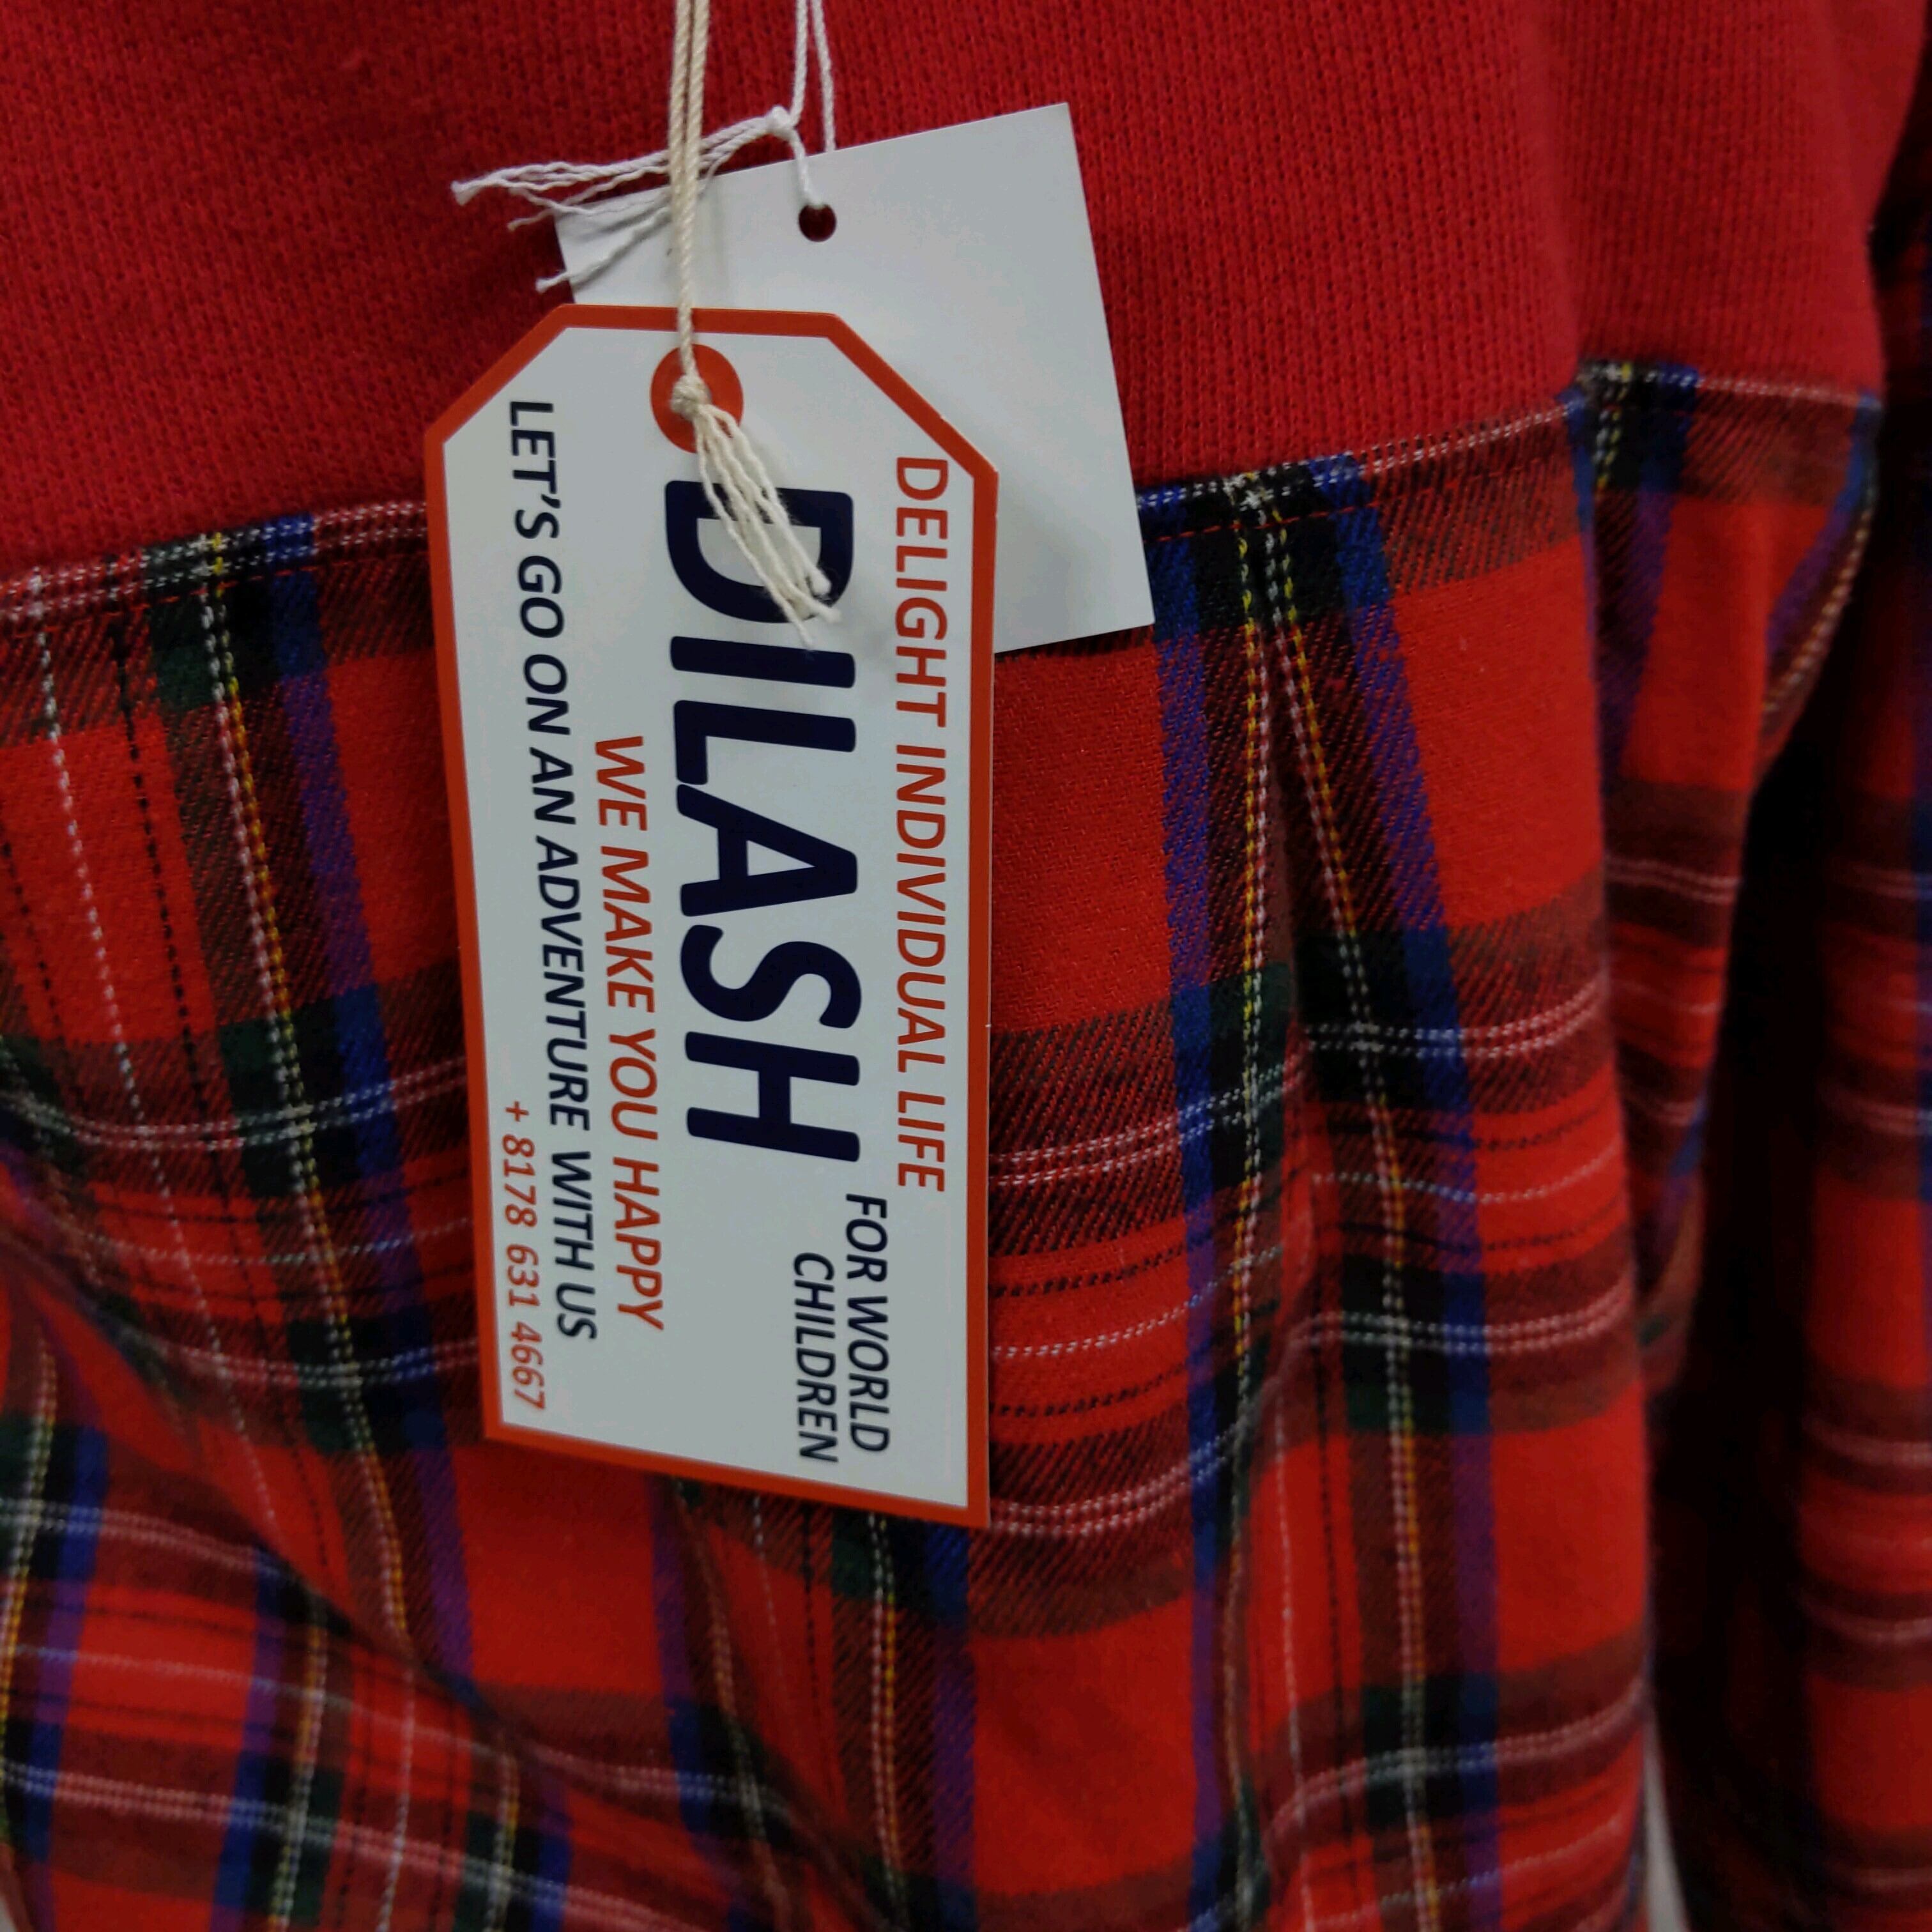 DELIGHT INDIVIDUAL LIFE
DILASH
FOR WORLD
CHILDREN
WE MAKE YOU HAPPY
LET'S GO ON AN ADVENTURE WITH US
+ 8178 631 4667